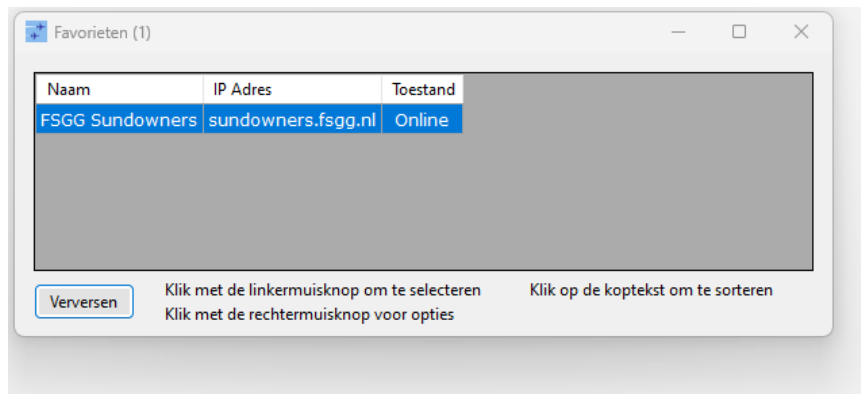 Favorieten (1)
Naam IP Adres Toestand
FSGG Sundowners sundowners.fsgg.nl Online
Verversen
Klik met de linkermuisknop om te selecteren Klik op de koptekst om te sorteren
Klik met de rechtermuisknop voor opties